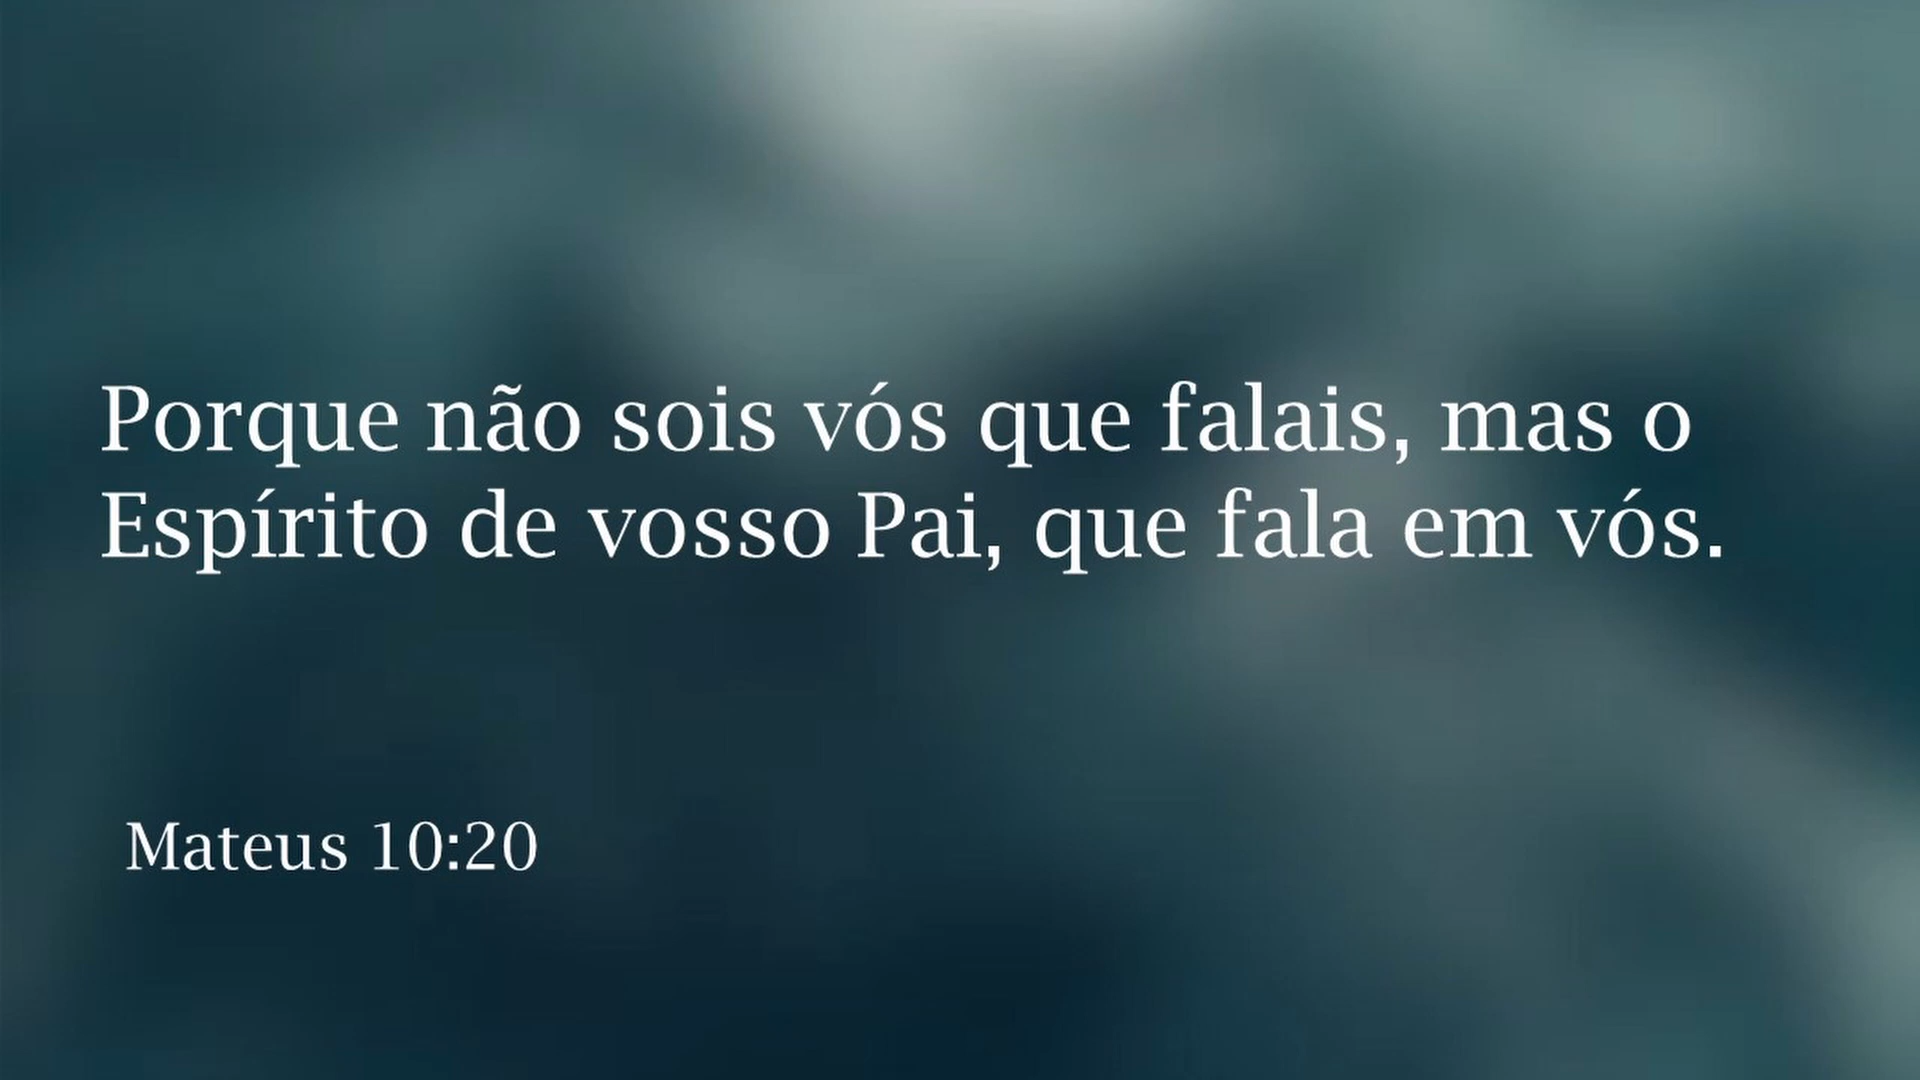 Porque não sois vós que falais, mas o
Espírito de vosso Pai, que fala em vós.
Mateus 10:20